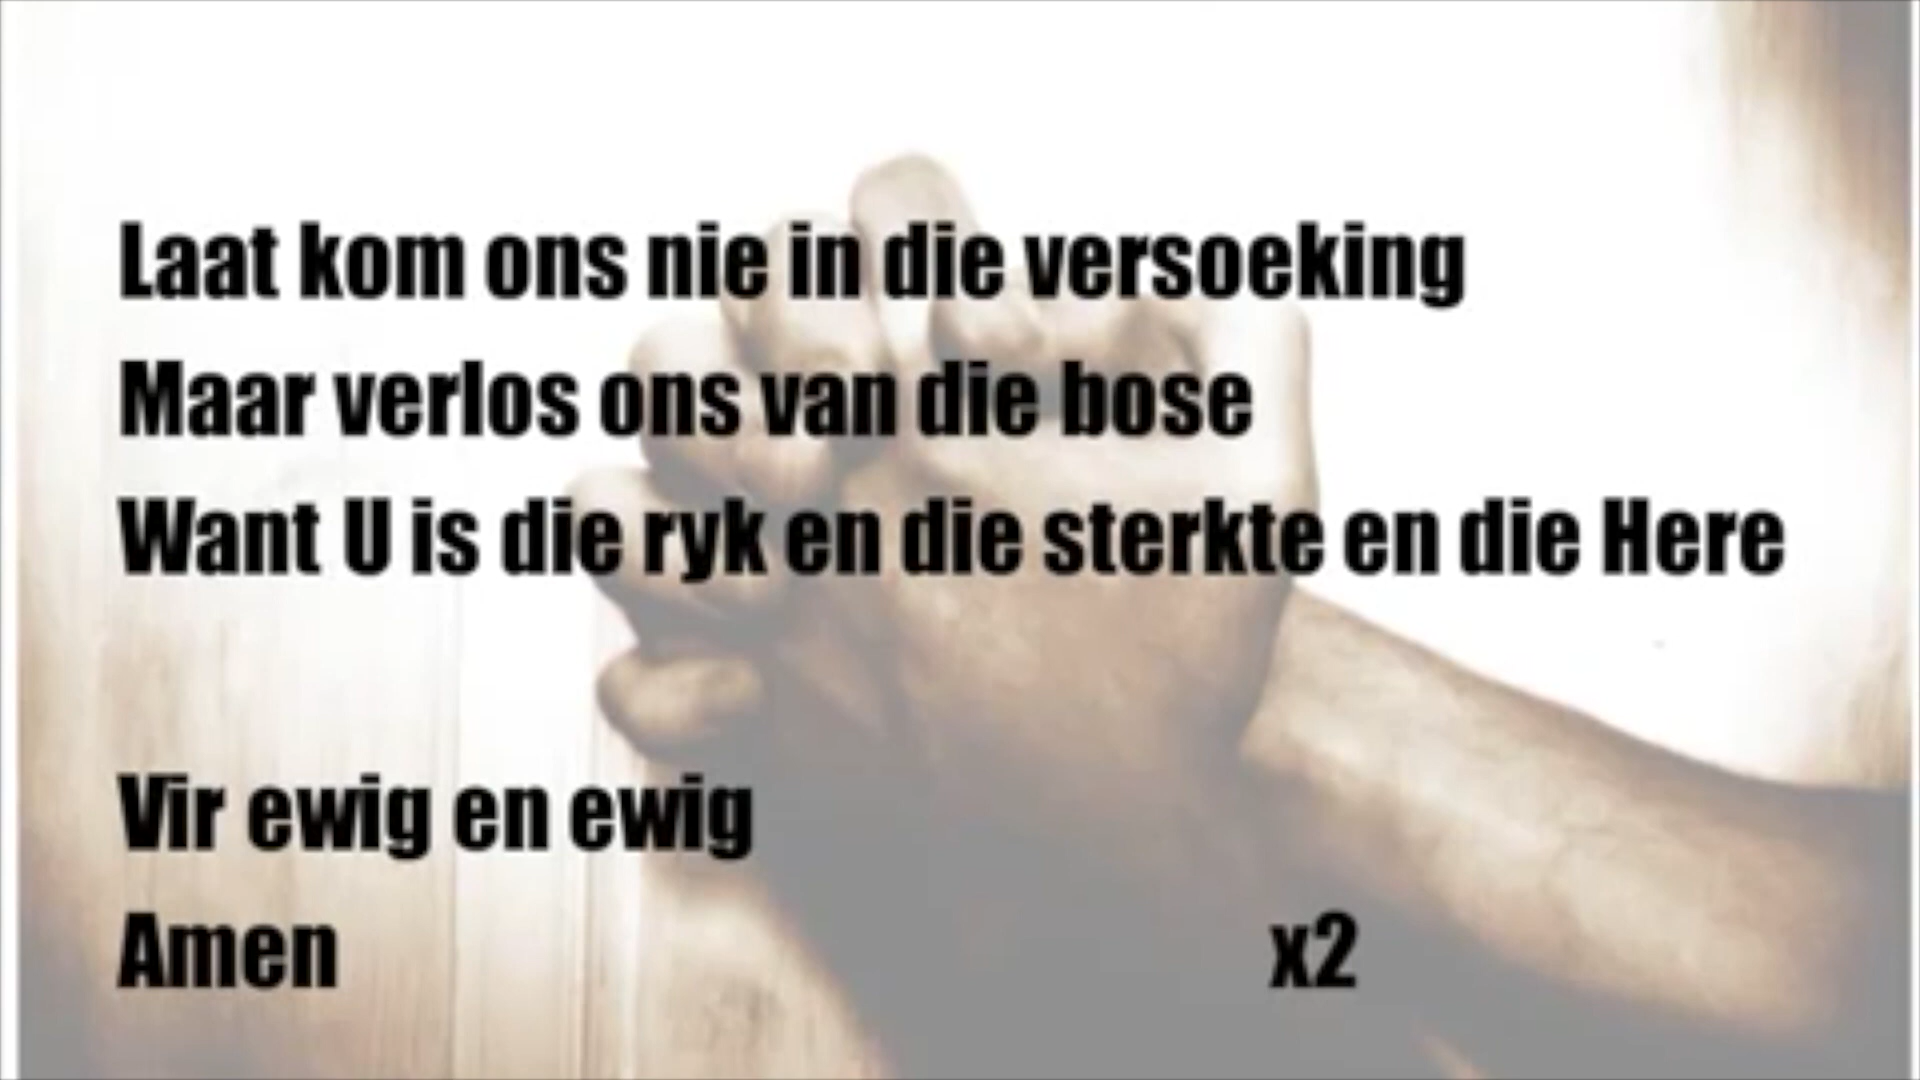 Laat kom ons nie in die versoeking
Maar verlos ons van die bose
Want U is die ryk en die sterkte en die Here
Vir ewig en ewig
Amen x2